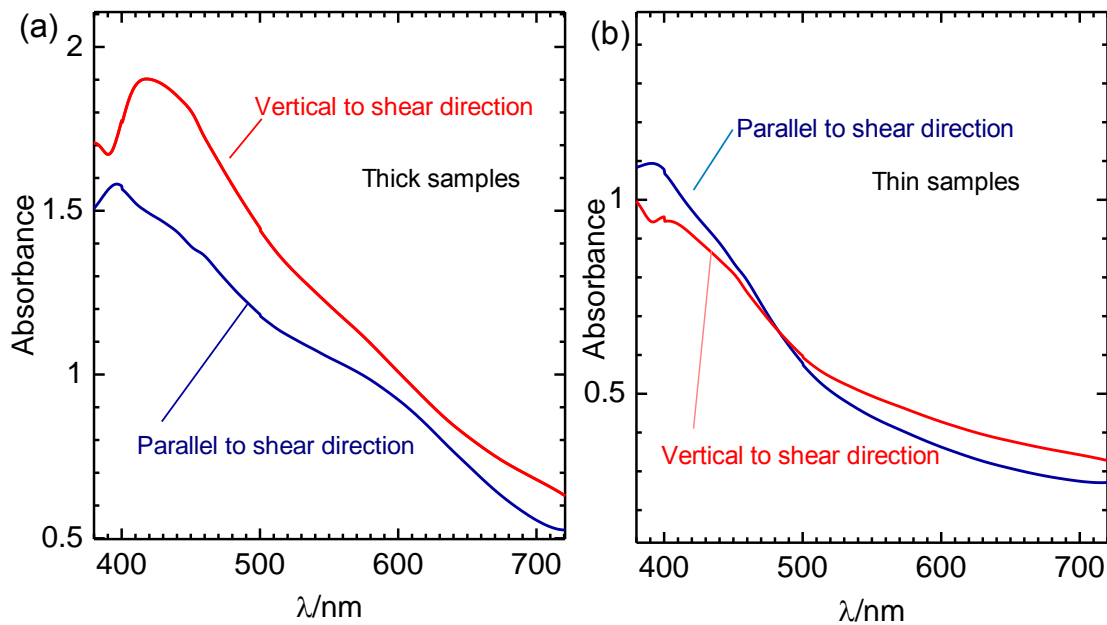 (a)
2
1.5
1
0.5
Absorbance
Vertical to shear direction
Thick samples
Parallel to shear direction
400 500 600 700
λ/nm
(b)
1
0.5
Absorbance
Parallel to shear direction
Thin samples
Vertical to shear direction
400 500 600 700
λ/nm